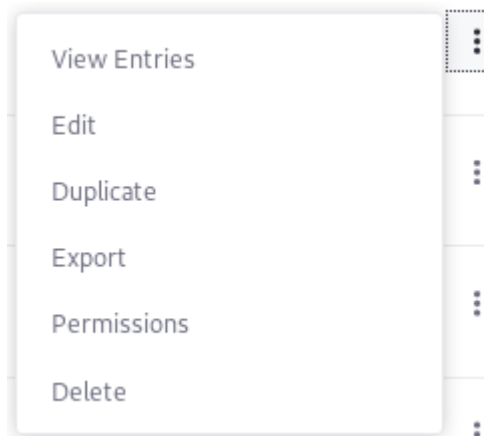 View Entries
Edit
Duplicate
Export
Permissions
Delete